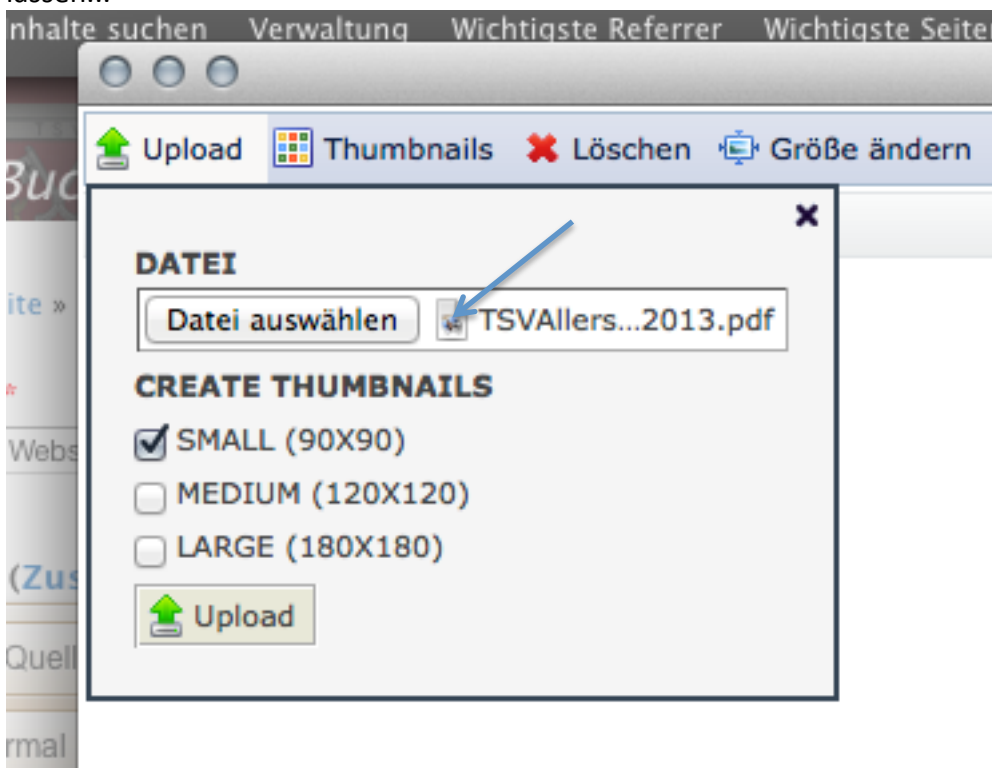 nhalte suchen Verwaltung Wichtigste Referrer Wichtigste Seiten
Upload Thumbnails Löschen Größe ändern
Buc
DATEI
ite »
Datei auswählen TSVAllers...2013.pdf
*
CREATE THUMBNAILS
SMALL (90X90)
Webs
MEDIUM (120X120)
LARGE (180X180)
(Zus
Upload
Quell
rmal